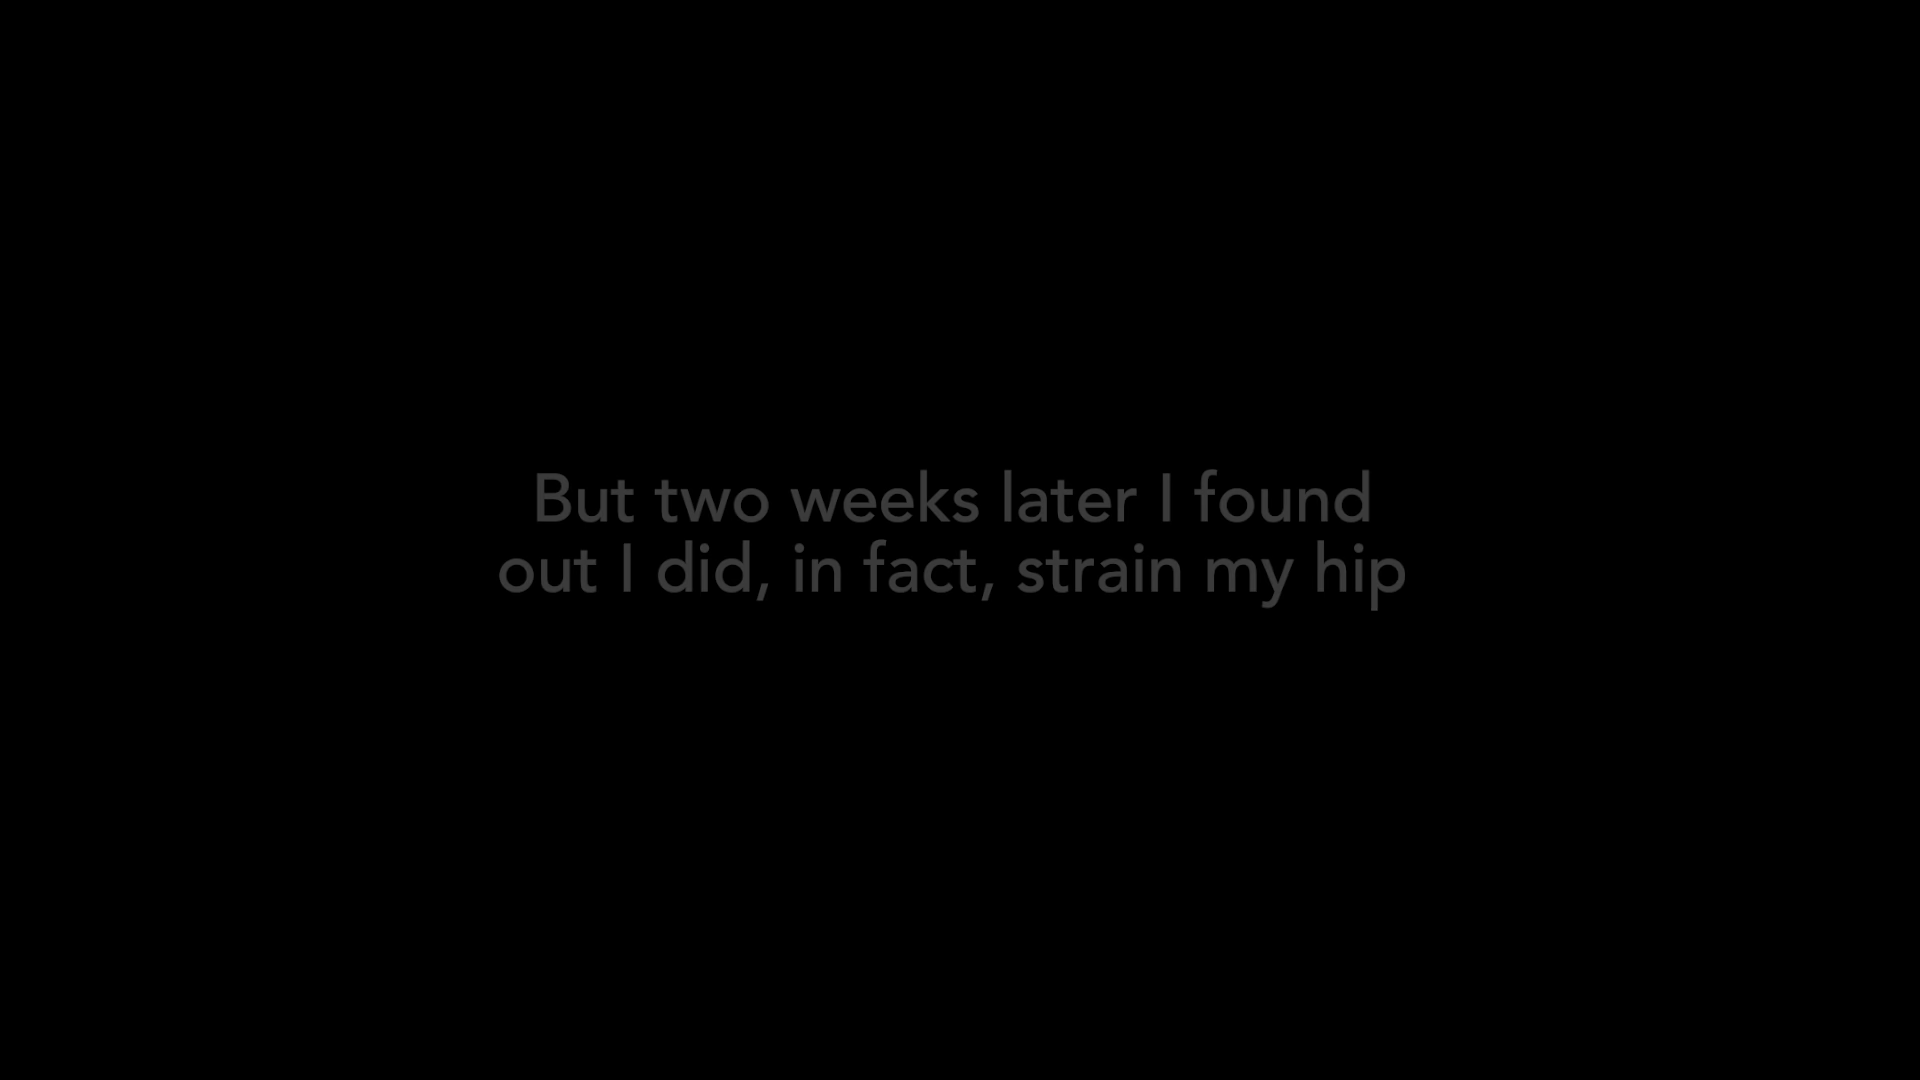 But two weeks later I found
out I did, in fact, strain my hip